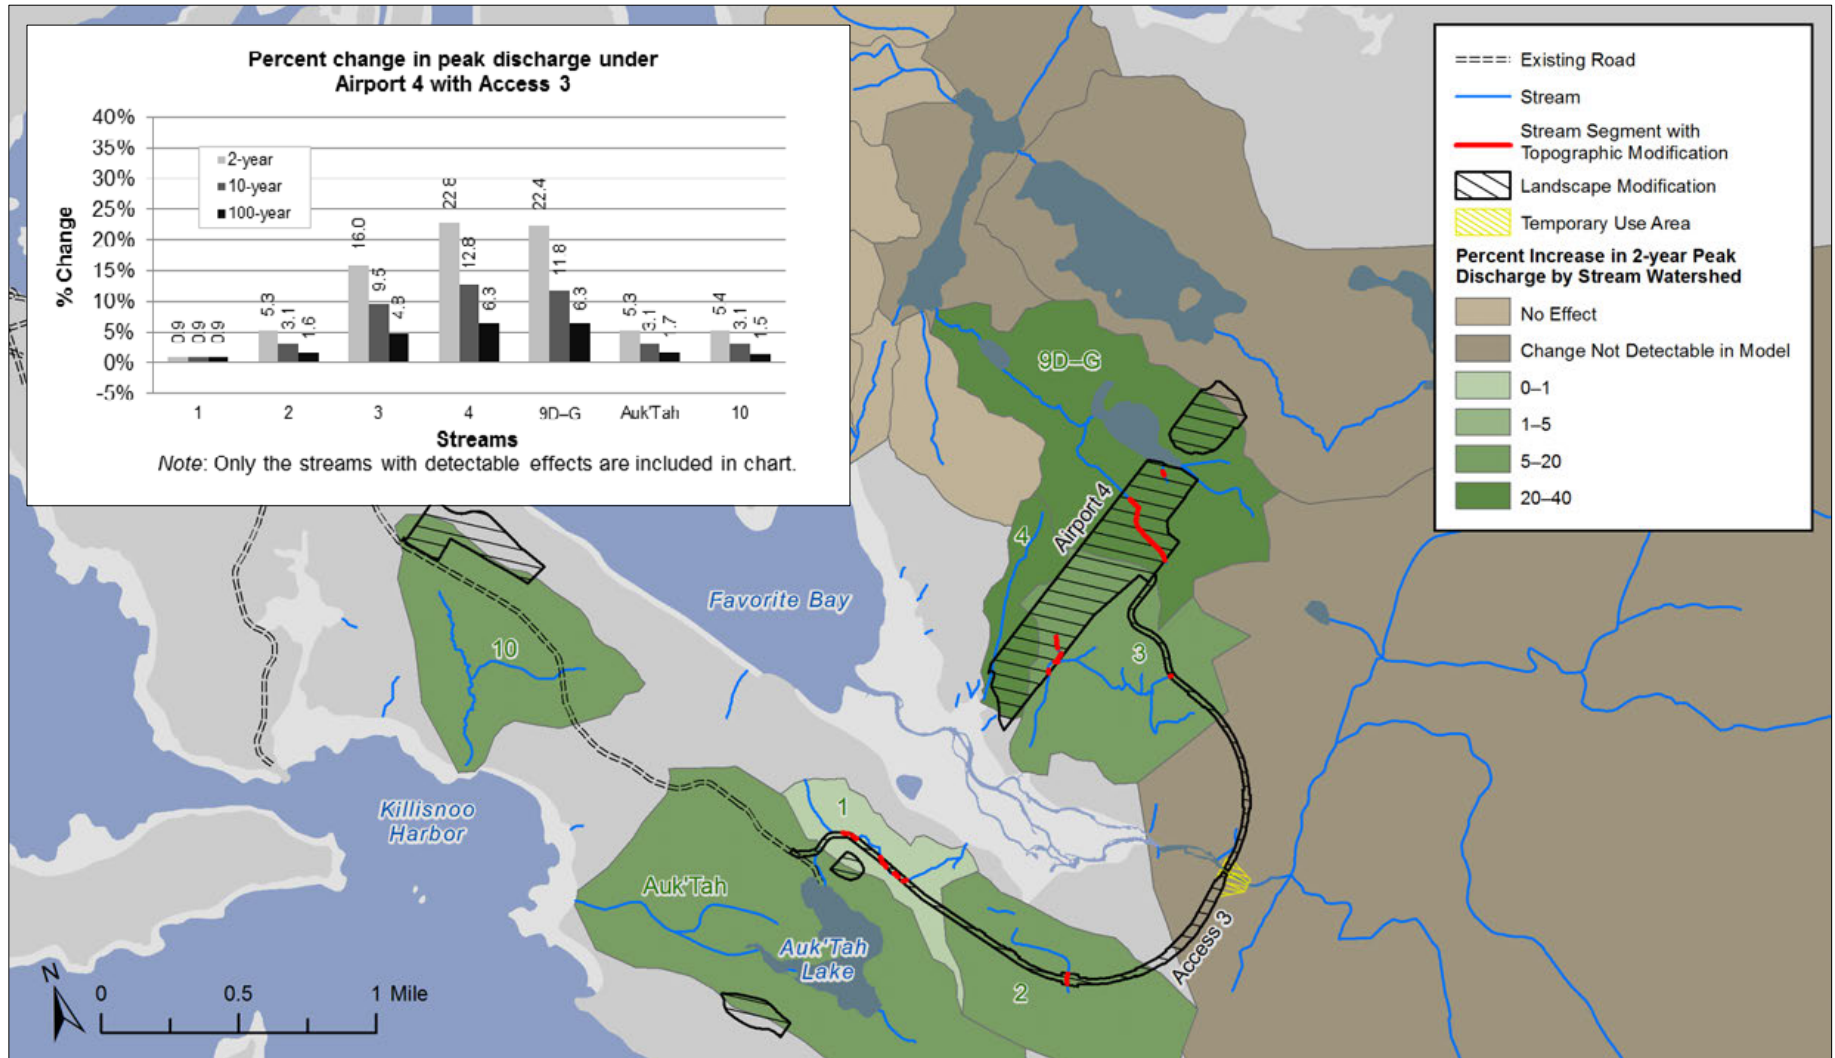 Percent change in peak discharge under
Airport 4 with Access 3
% Change
40%
35%
30%
25%
20%
15%
10%
5%
0%
-5%
2-year
10-year
100-year
0.9 0.9 0.9
5.3 3.1 1.6
16.0 9.5 4.8
22.8 12.8 6.3
22.4 11.8 6.3
5.3 3.1 1.7
5.4 3.1 1.5
1 2 3 4 9D–G Auk'Tah 10
Streams
Note: Only the streams with detectable effects are included in chart.
Existing Road
Stream
Stream Segment with
Topographic Modification
Landscape Modification
Temporary Use Area
Percent Increase in 2-year Peak
Discharge by Stream Watershed
No Effect
Change Not Detectable in Model
0–1
1–5
5–20
20–40
9D–G
Airport 4
4
Favorite Bay
10
3
Killisnoo
Harbor
1
Auk'Tah
Auk'Tah
Lake
Access 3
2
N
0 0.5 1 Mile